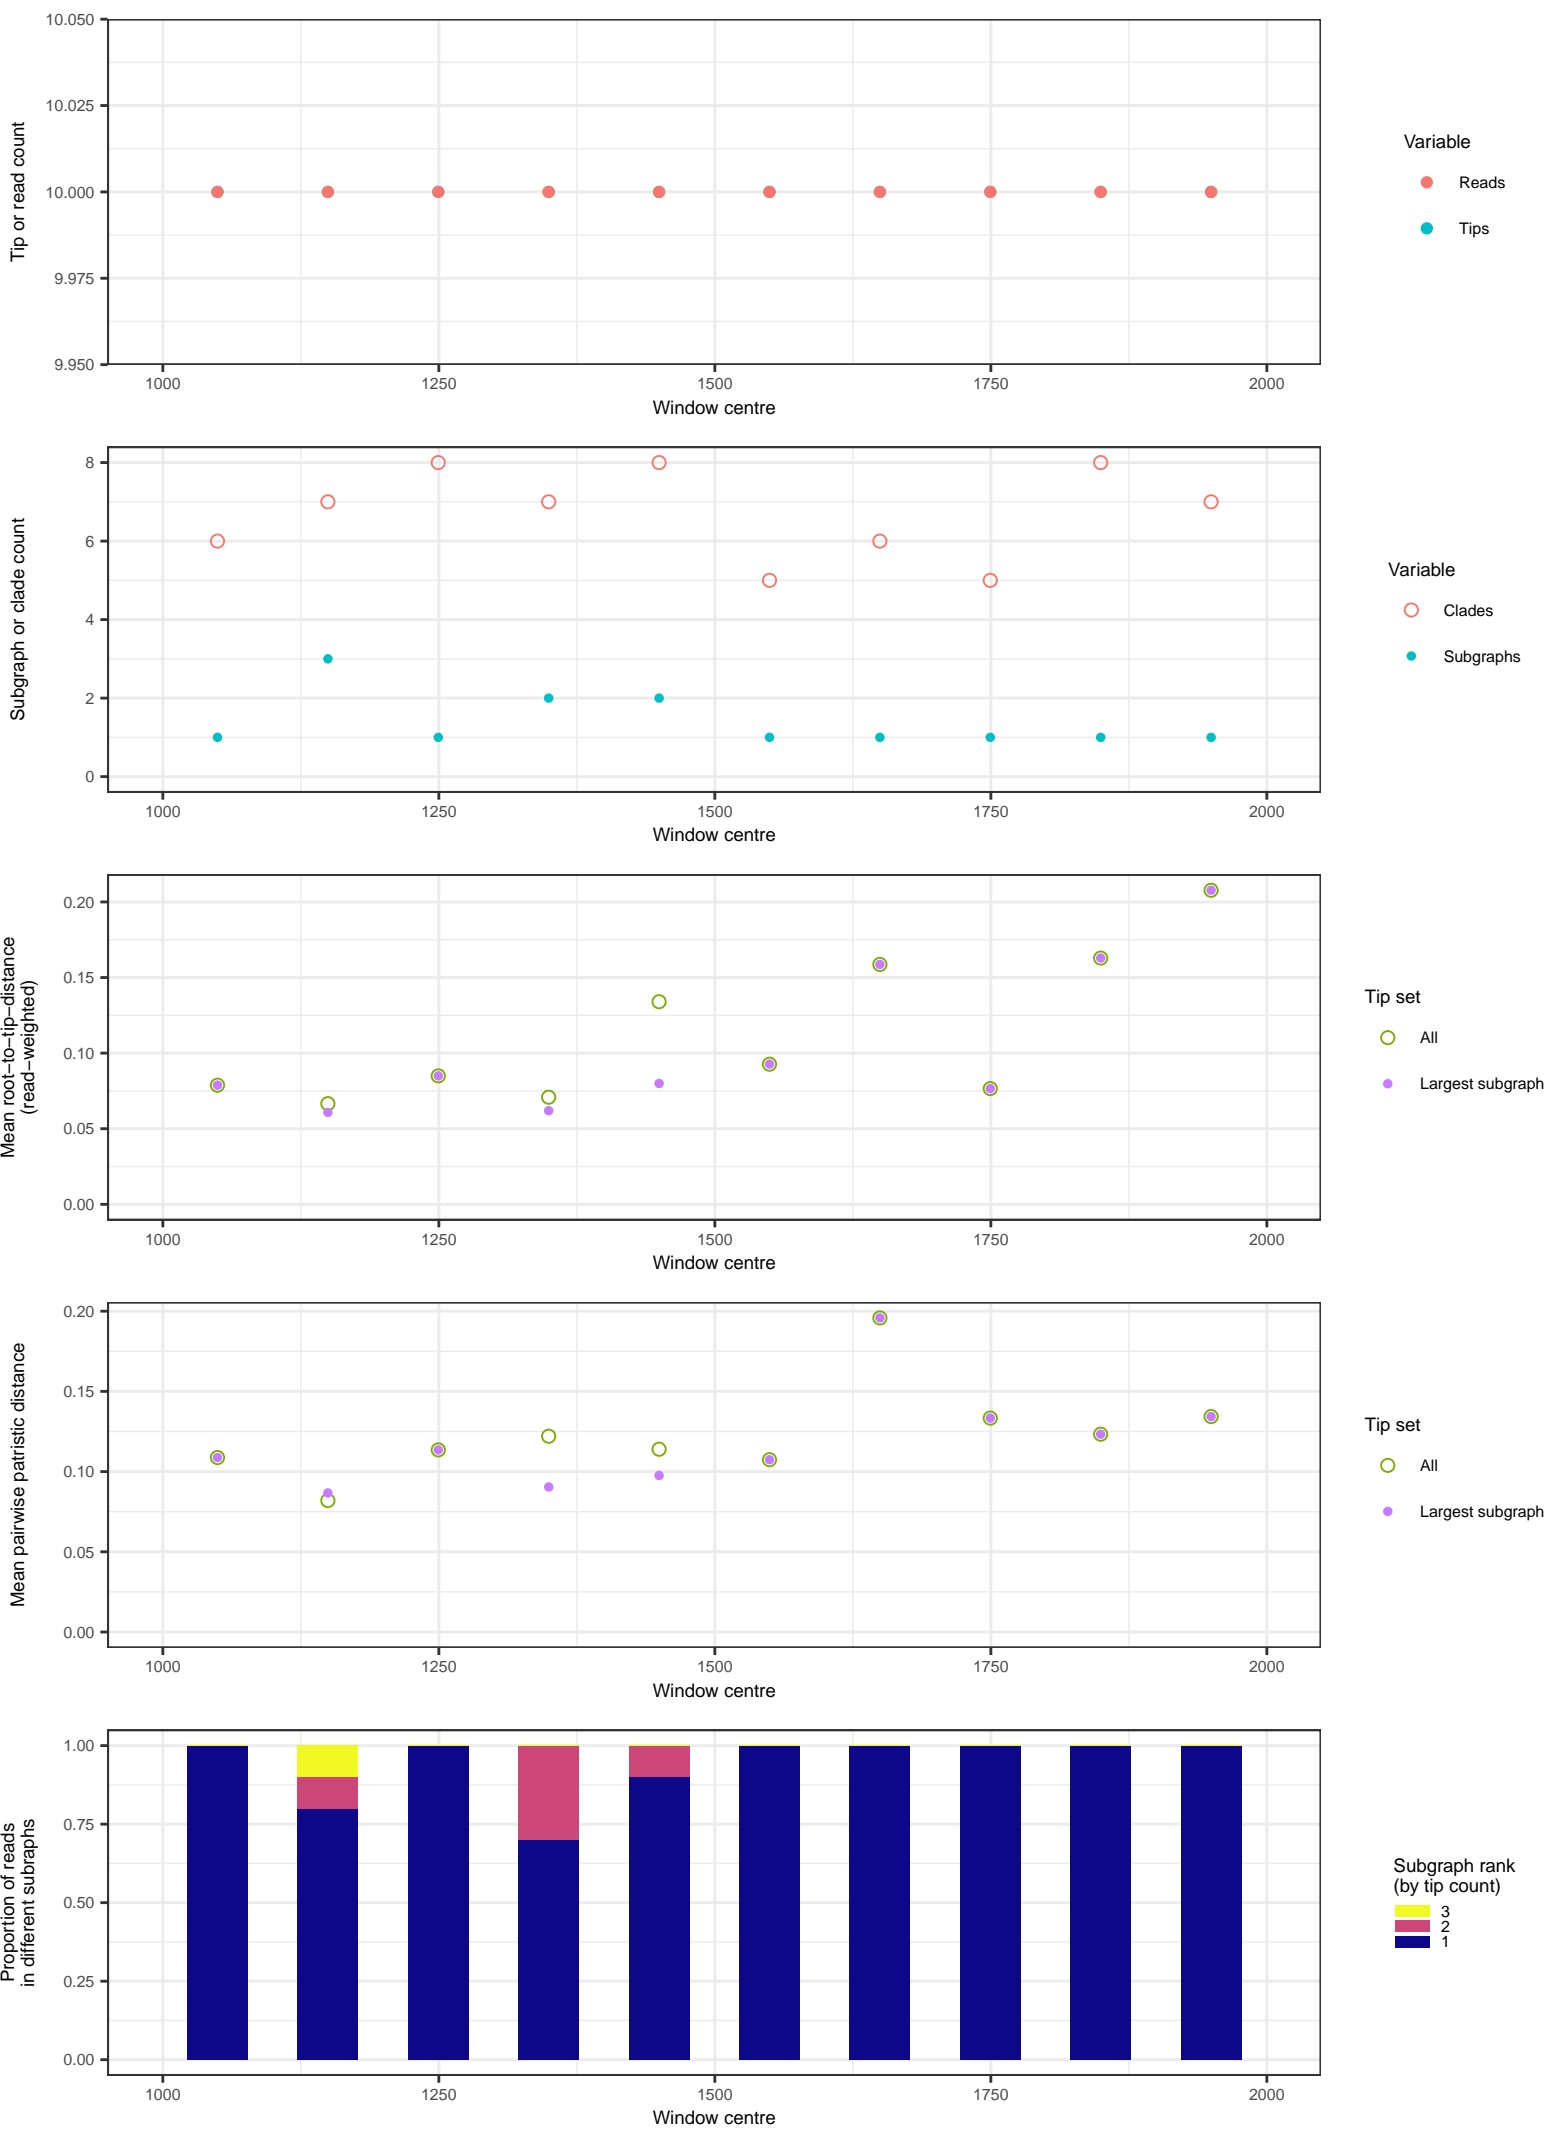 10.050
10.025
10.000
9.975
9.950
Tip or read count
1000 1250 1500 1750 2000
Window centre
Variable
Reads
Tips
8
6
4
2
0
Subgraph or clade count
1000 1250 1500 1750 2000
Window centre
Variable
Clades
Subgraphs
0.20
0.15
0.10
0.05
0.00
Mean root−to−tip−distance
(read−weighted)
1000 1250 1500 1750 2000
Window centre
Tip set
All
Largest subgraph
0.20
0.15
0.10
0.05
0.00
Mean pairwise patristic distance
1000 1250 1500 1750 2000
Window centre
Tip set
All
Largest subgraph
1.00
0.75
0.50
0.25
0.00
Proportion of reads
in different subraphs
1000 1250 1500 1750 2000
Window centre
Subgraph rank
(by tip count)
3
2
1